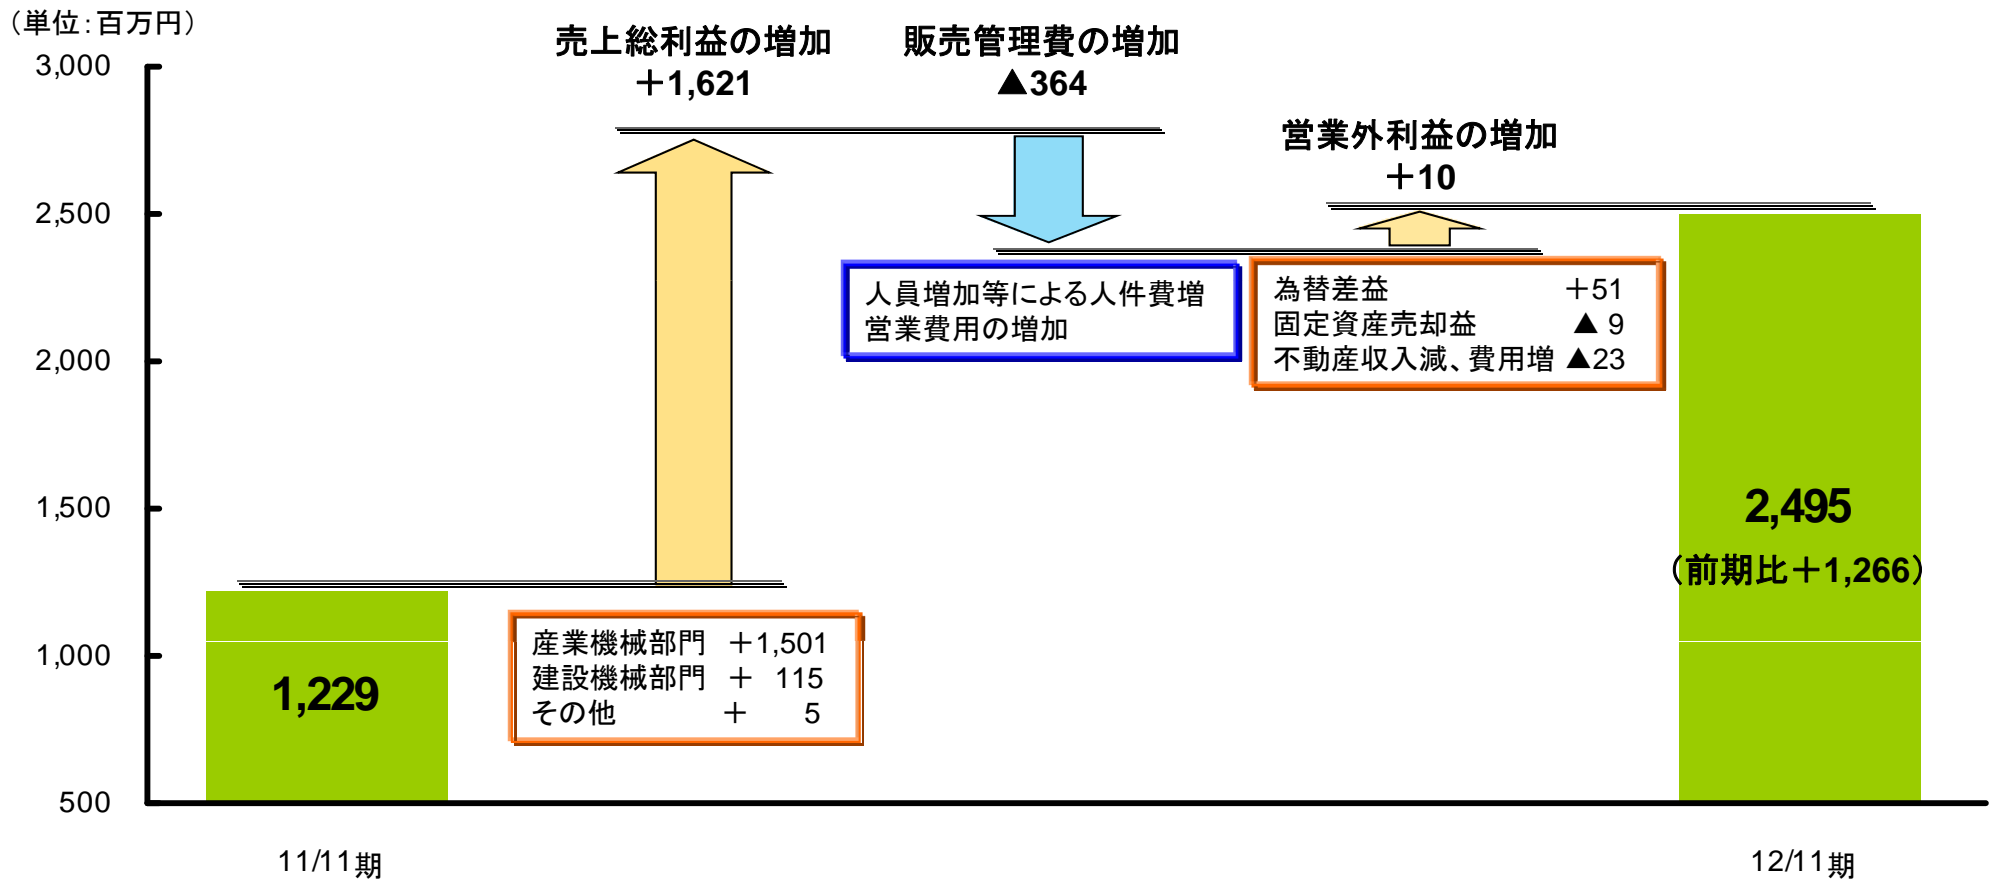 （単位：百万円）
3,000
2,500
2,000
1,500
1,000
500
売上総利益の増加
＋1,621
販売管理費の増加
▲364
営業外利益の増加
＋10
人員増加等による人件費増
営業費用の増加
為替差益 ＋51
固定資産売却益 ▲ 9
不動産収入減、費用増 ▲23
産業機械部門 ＋1,501
建設機械部門 ＋ 115
その他 ＋ 5
1,229
2,495
（前期比＋1,266）
11/11期
12/11期